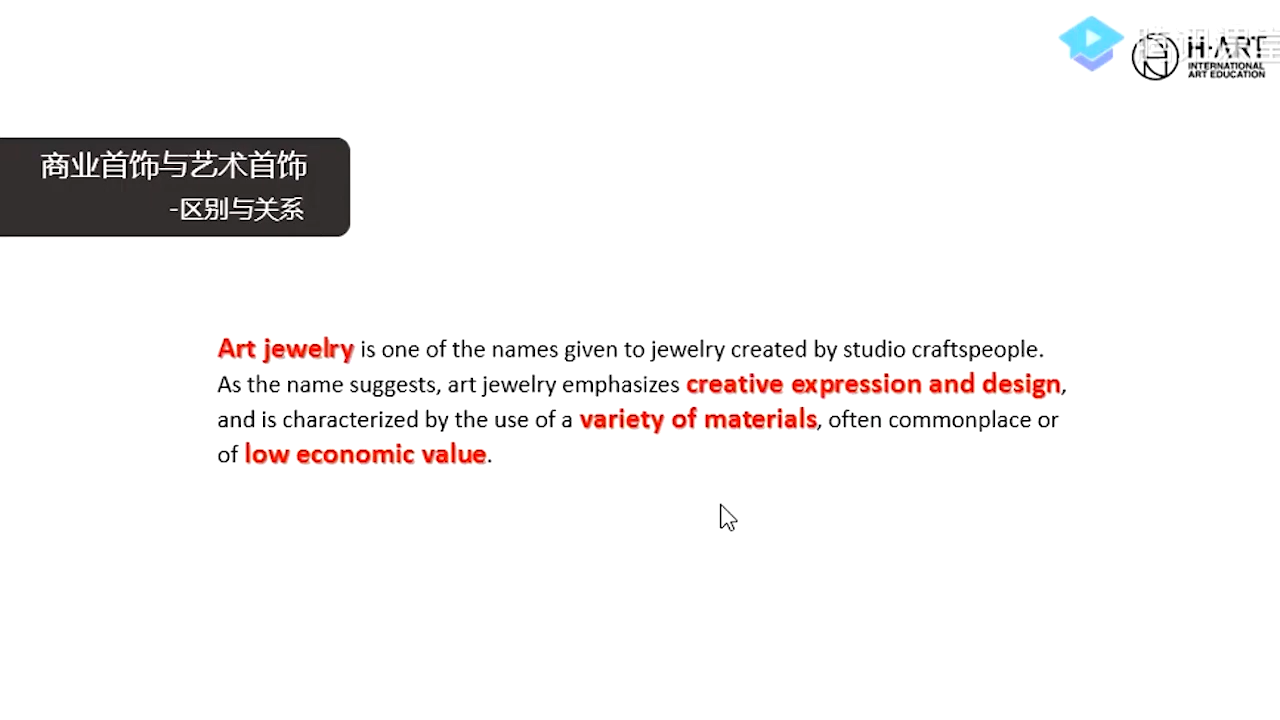 H·ART
INTERNATIONAL
ART EDUCATION
商业首饰与艺术首饰
-区别与关系
Art jewelry is one of the names given to jewelry created by studio craftspeople.
As the name suggests, art jewelry emphasizes creative expression and design,
and is characterized by the use of a variety of materials, often commonplace or
of low economic value.